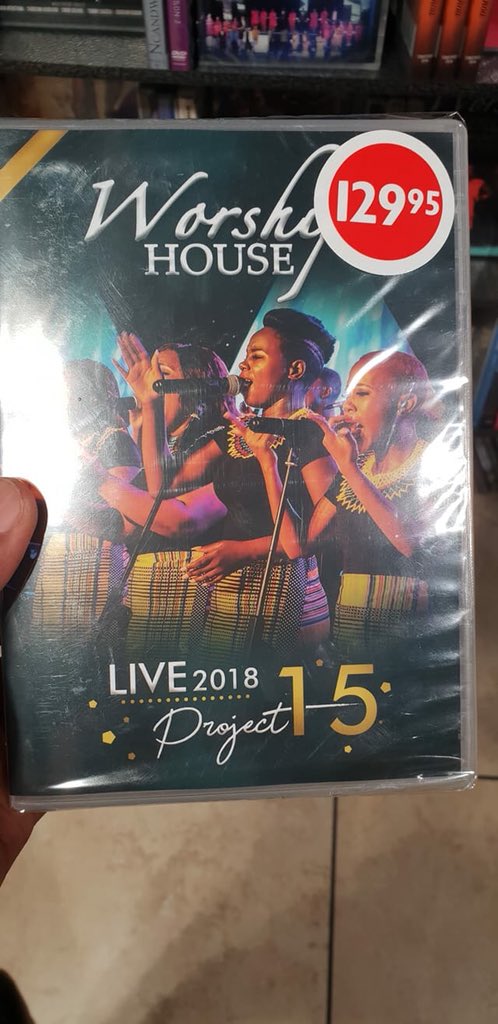 Worship
129 95
HOUSE
LIVE 2018
Project 15